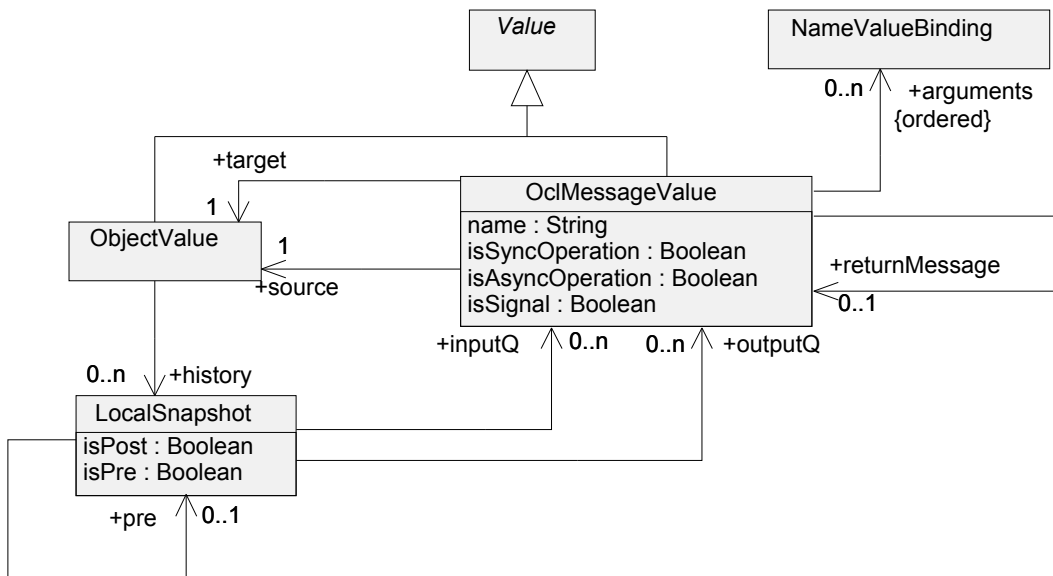 Value
NameValueBinding
0..n
+arguments
{ordered}
+target
1
OclMessageValue
name : String
isSyncOperation : Boolean
isAsyncOperation : Boolean
isSignal : Boolean
ObjectValue
1
+source
+returnMessage
0..1
+inputQ
0..n
0..n
+outputQ
0..n
+history
LocalSnapshot
isPost : Boolean
isPre : Boolean
+pre
0..1